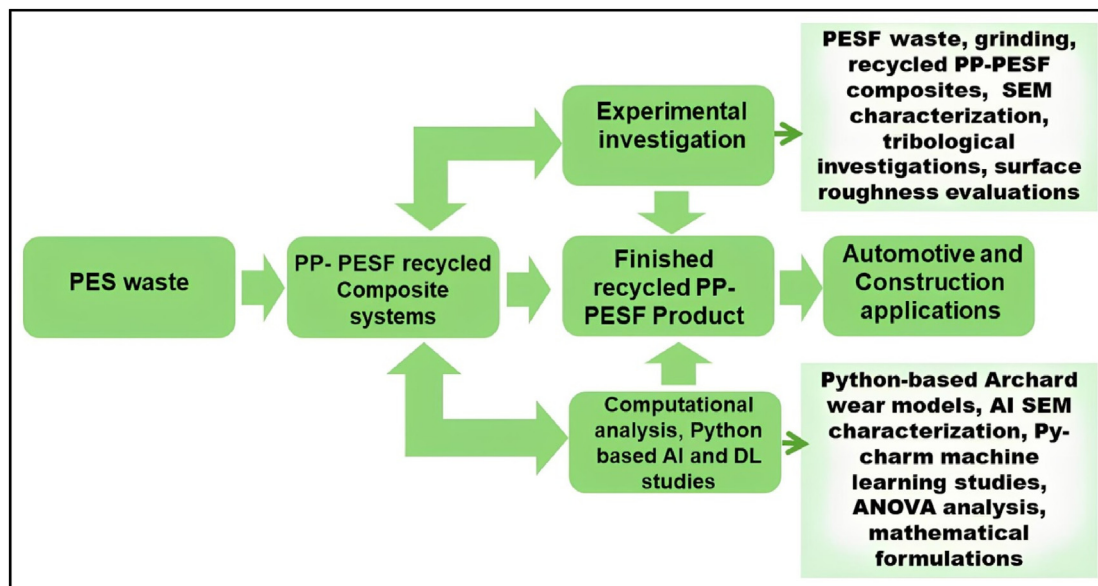 PESF waste, grinding,
recycled PP-PESF
composites, SEM
characterization,
tribological
investigations, surface
roughness evaluations
Experimental
investigation
PES waste
PP- PESF recycled
Composite
systems
Finished
recycled PP-
PESF Product
Automotive and
Construction
applications
Computational
analysis, Python
based AI and DL
studies
Python-based Archard
wear models, AI SEM
characterization, Py-
charm machine
learning studies,
ANOVA analysis,
mathematical
formulations